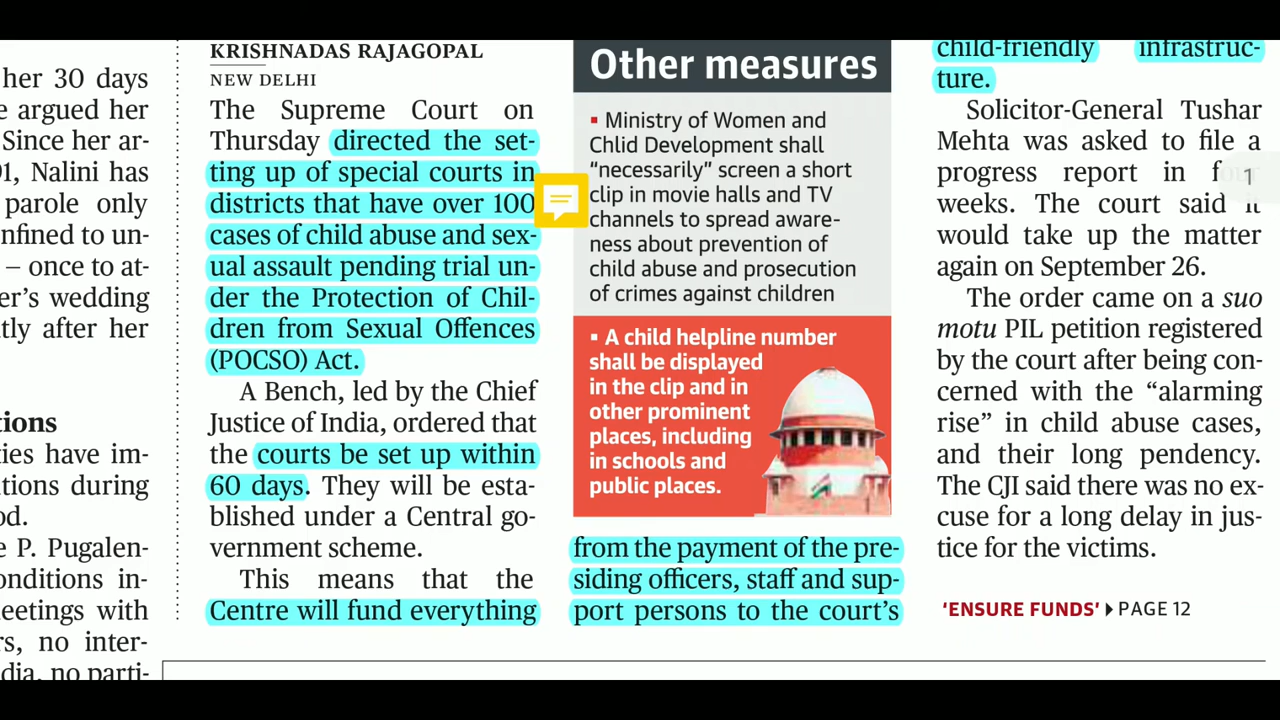 her 30 days
e argued her
Since her ar-
91, Nalini has
parole only
nfined to un-
– once to at-
er's wedding
tly after her
tions
ties have im-
tions during
od.
e P. Pugalen-
onditions in-
eetings with
rs, no inter-
dia, no parti-
KRISHNADAS RAJAGOPAL
NEW DELHI
The Supreme Court on
Thursday directed the set-
ting up of special courts in
districts that have over 100
cases of child abuse and sex-
ual assault pending trial un-
der the Protection of Chil-
dren from Sexual Offences
(POCSO) Act.
A Bench, led by the Chief
Justice of India, ordered that
the courts be set up within
60 days. They will be esta-
blished under a Central go-
vernment scheme.
This means that the
Centre will fund everything
Other measures
▪ Ministry of Women and
Chlid Development shall
“necessarily” screen a short
clip in movie halls and TV
channels to spread aware-
ness about prevention of
child abuse and prosecution
of crimes against children
▪ A child helpline number
shall be displayed
in the clip and in
other prominent
places, including
in schools and
public places.
from the payment of the pre-
siding officers, staff and sup-
port persons to the court's
child-friendly infrastruc-
ture.
Solicitor-General Tushar
Mehta was asked to file a
progress report in four
weeks. The court said it
would take up the matter
again on September 26.
The order came on a suo
motu PIL petition registered
by the court after being con-
cerned with the “alarming
rise” in child abuse cases,
and their long pendency.
The CJI said there was no ex-
cuse for a long delay in jus-
tice for the victims.
'ENSURE FUNDS' PAGE 12
1